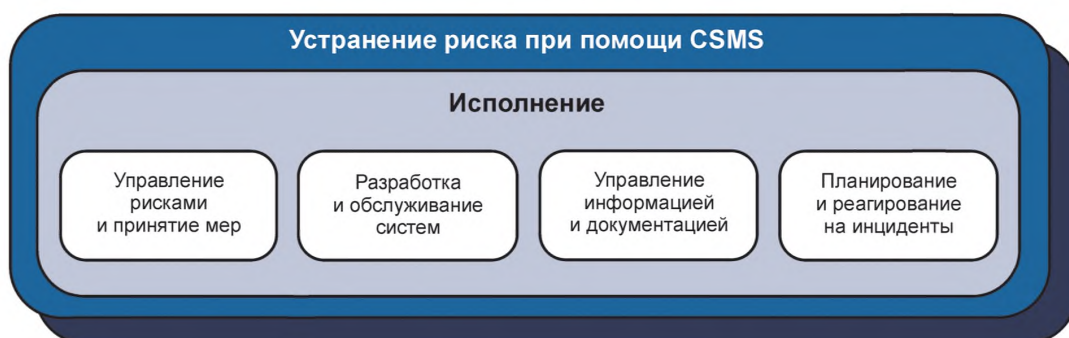 Устранение риска при помощи CSMS
Исполнение
Управление
рисками
и принятие мер
Разработка
и обслуживание
систем
Управление
информацией
и документацией
Планирование
и реагирование
на инциденты